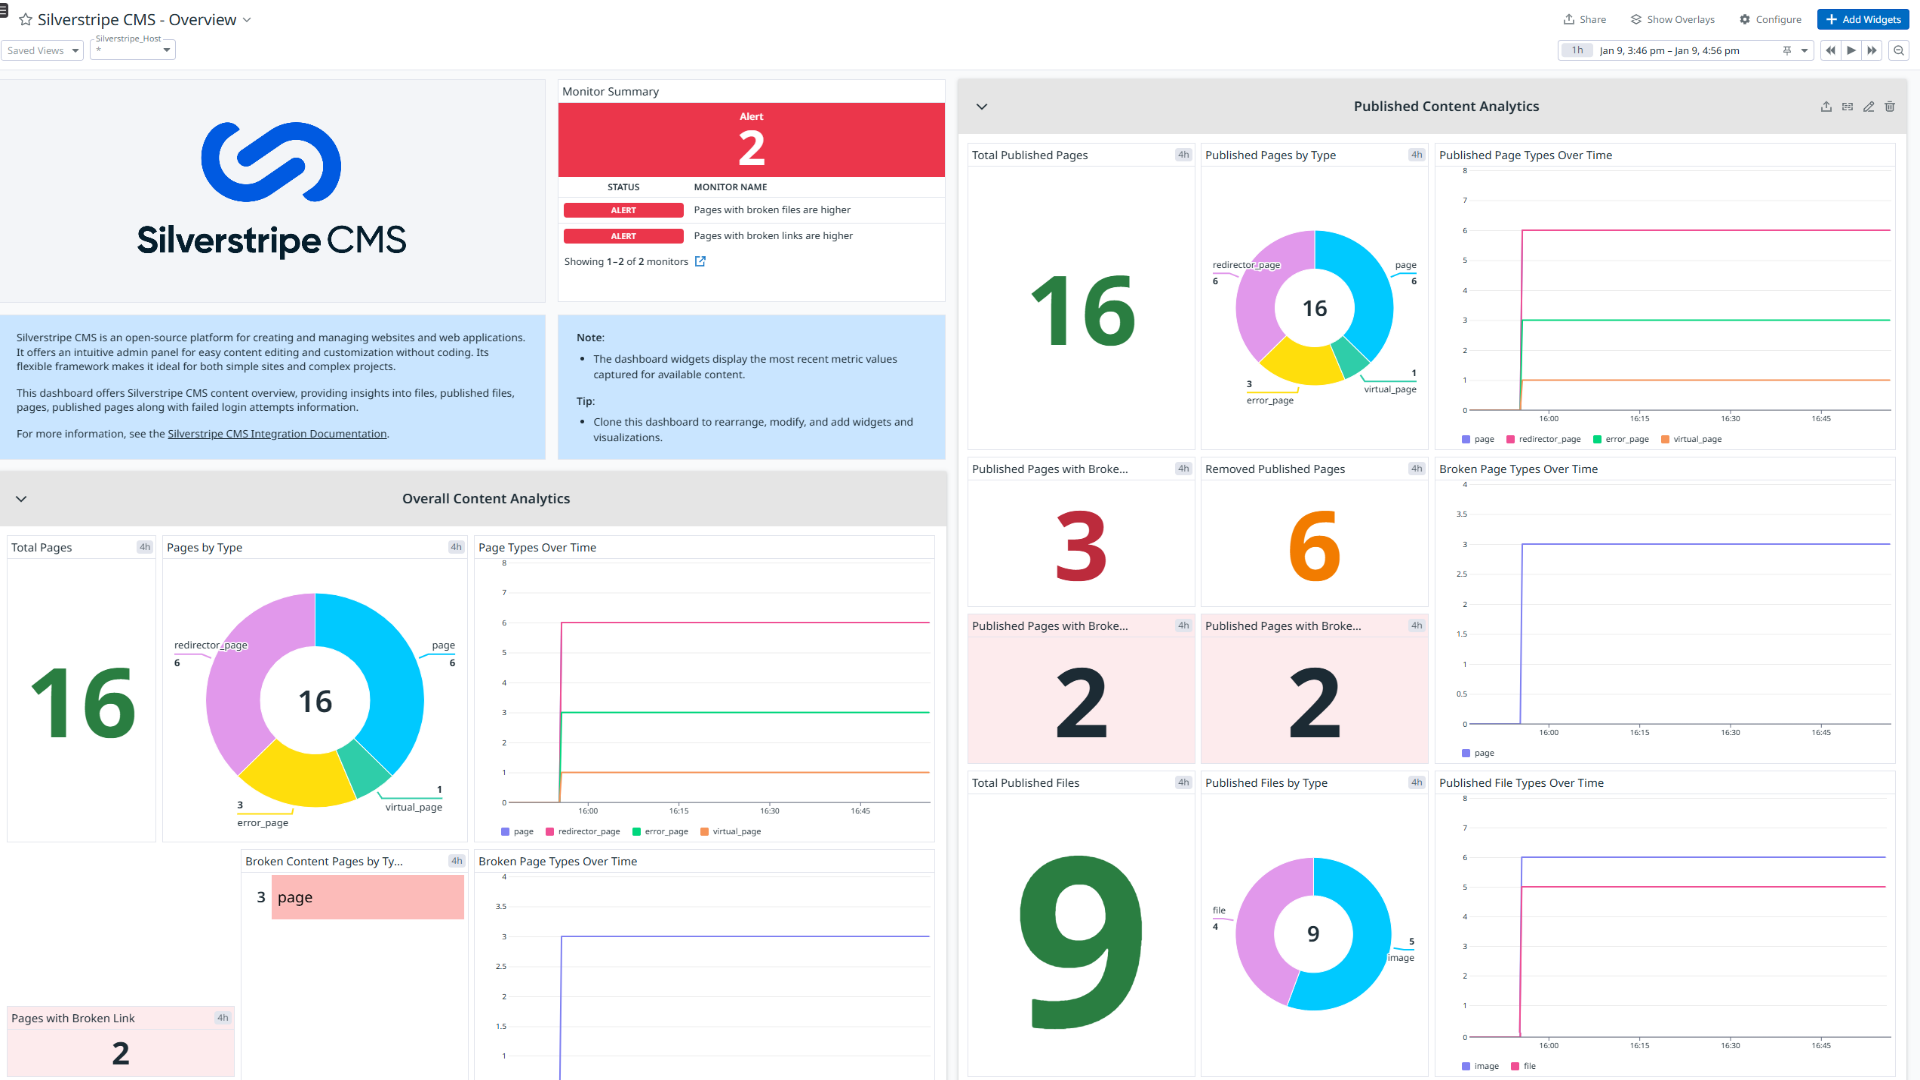 Silverstripe CMS - Overview
Share
Show Overlays
Configure
Add Widgets
Saved Views
Silverstripe_Host
*
1h
Jan 9, 3:46 pm – Jan 9, 4:56 pm
Silverstripe CMS
Monitor Summary
Alert
2
STATUS MONITOR NAME
ALERT Pages with broken files are higher
ALERT Pages with broken links are higher
Showing 1–2 of 2 monitors
Silverstripe CMS is an open-source platform for creating and managing websites and web applications.
It offers an intuitive admin panel for easy content editing and customization without coding. Its
flexible framework makes it ideal for both simple sites and complex projects.
This dashboard offers Silverstripe CMS content overview, providing insights into files, published files,
pages, published pages along with failed login attempts information.
For more information, see the Silverstripe CMS Integration Documentation.
Note:
• The dashboard widgets display the most recent metric values
captured for available content.
Tip:
• Clone this dashboard to rearrange, modify, and add widgets and
visualizations.
Overall Content Analytics
Total Pages 4h
16
Pages by Type 4h
redirector_page
6
page
6
16
3
error_page
1
virtual_page
Page Types Over Time
8
7
6
5
4
3
2
1
0
16:00 16:15 16:30 16:45
page redirector_page error_page virtual_page
Broken Content Pages by Ty... 4h
3 page
Broken Page Types Over Time
4
3.5
3
2.5
2
1.5
1
Pages with Broken Link 4h
2
Published Content Analytics
Total Published Pages 4h
16
Published Pages by Type 4h
redirector_page
6
page
6
16
3
error_page
1
virtual_page
Published Page Types Over Time
8
7
6
5
4
3
2
1
0
16:00 16:15 16:30 16:45
page redirector_page error_page virtual_page
Published Pages with Broke... 4h
3
Removed Published Pages 4h
6
Broken Page Types Over Time
4
3.5
3
2.5
2
1.5
1
0.5
0
16:00 16:15 16:30 16:45
page
Published Pages with Broke... 4h
2
Published Pages with Broke... 4h
2
Total Published Files 4h
9
Published Files by Type 4h
file
4
9
5
image
Published File Types Over Time
8
7
6
5
4
3
2
1
0
16:00 16:15 16:30 16:45
image file